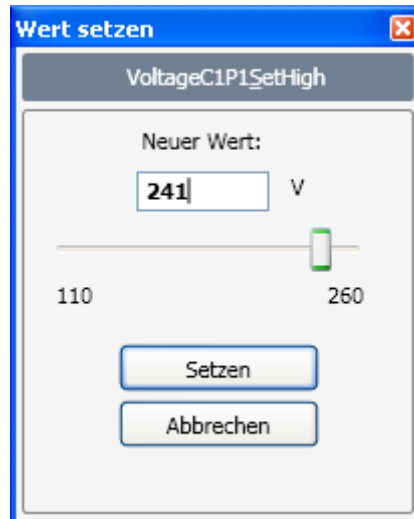 Wert setzen
VoltageC1P1SetHigh
Neuer Wert:
241 V
110 260
Setzen
Abbrechen